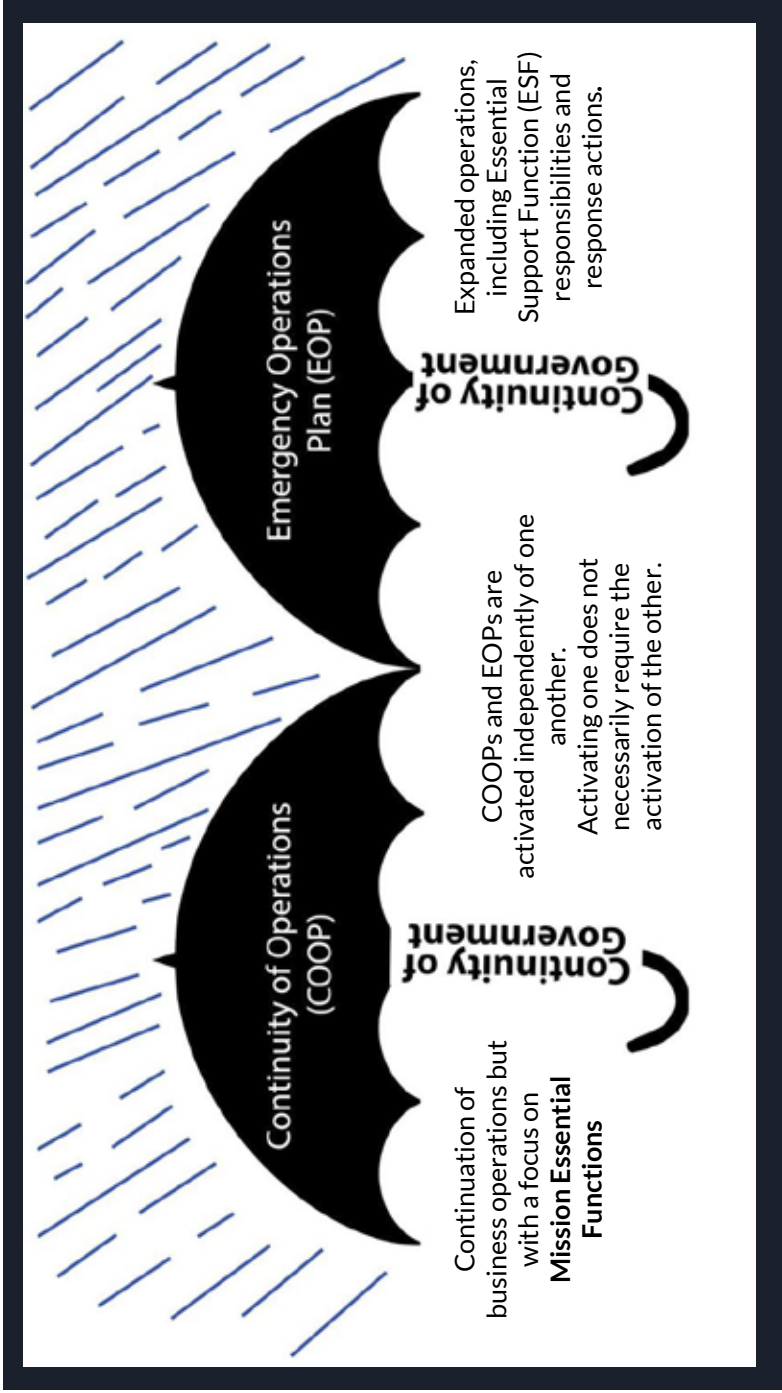 Continuity of Operations
(COOP)
Emergency Operations
Plan (EOP)
Continuity of
Government
Continuity of
Government
Continuation of
business operations but
with a focus on
Mission Essential
Functions
COOPs and EOPs are
activated independently of one
another.
Activating one does not
necessarily require the
activation of the other.
Expanded operations,
including Essential
Support Function (ESF)
responsibilities and
response actions.